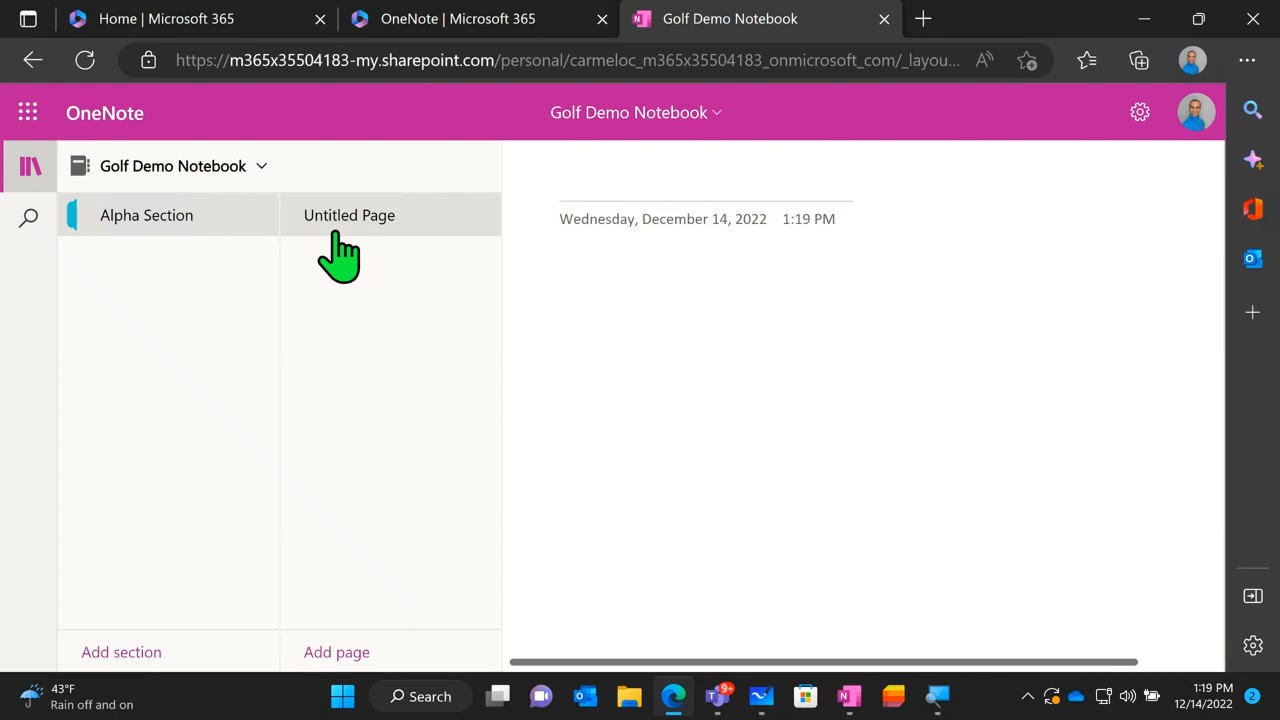 Home | Microsoft 365
OneNote | Microsoft 365
Golf Demo Notebook
https://m365x35504183-my.sharepoint.com/personal/carmeloc_m365x35504183_onmicrosoft_com/_layou...
OneNote
Golf Demo Notebook
Golf Demo Notebook
Alpha Section
Untitled Page
Wednesday, December 14, 2022 1:19 PM
Add section
Add page
43°F
Rain off and on
Search
9+
1:19 PM
12/14/2022
2